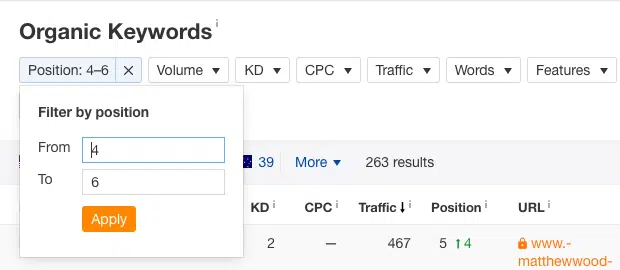 Organic Keywords i
Position: 4–6 × Volume KD CPC Traffic Words Features
Filter by position
From 4
To 6
Apply
39 More 263 results
KD i CPC i Traffic ↓ i Position i URL i
2 — 467 5 ↑4 www.-
matthewwood-